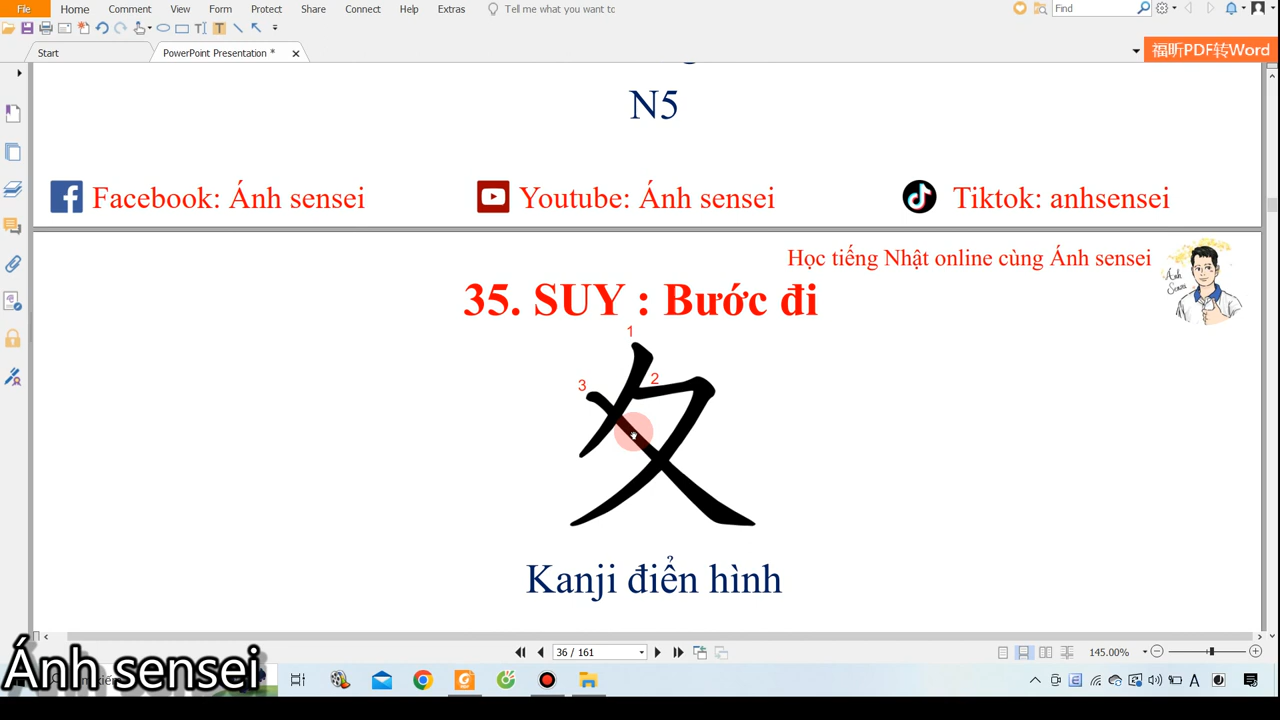 File Home Comment View Form Protect Share Connect Help Extras Tell me what you want to Find
Start PowerPoint Presentation * 福昕PDF转Word
N5
Facebook: Ánh sensei Youtube: Ánh sensei Tiktok: anhsensei
Học tiếng Nhật online cùng Ánh sensei
Ánh Sensei
35. SUY : Bước đi
1
2
3
夂
Kanji điển hình
36 / 161 145.00%
Ánh sensei